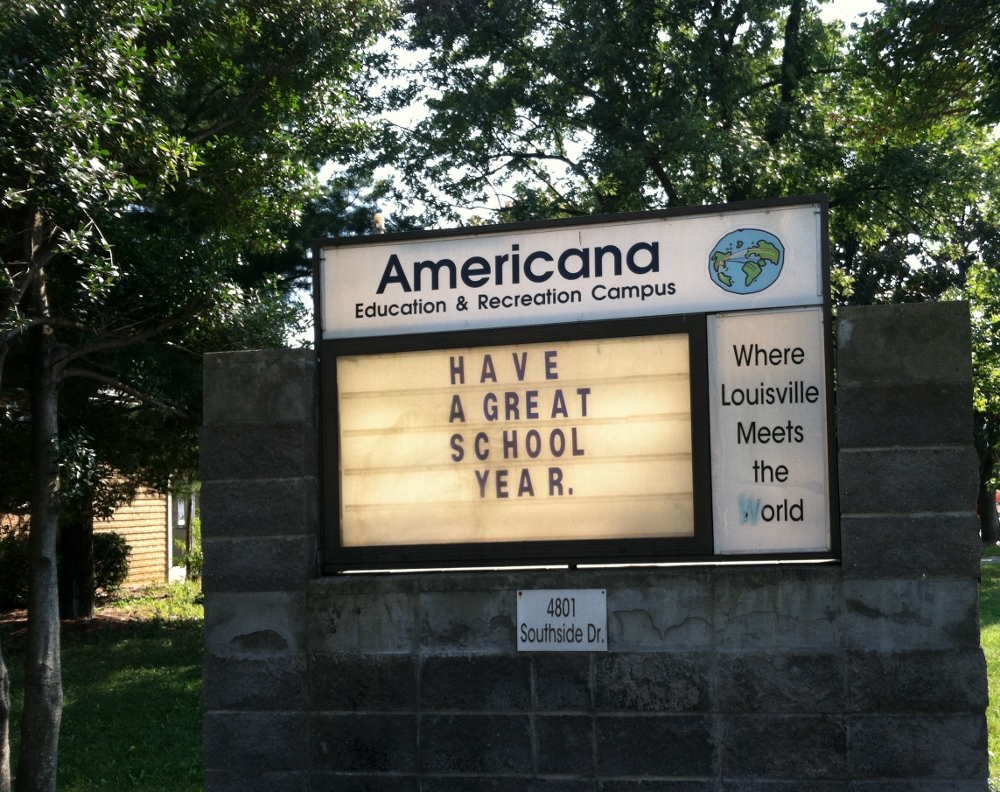 Americana
Education & Recreation Campus
HAVE
A GREAT
SCHOOL
YEAR.
Where
Louisville
Meets
the
World
4801
Southside Dr.